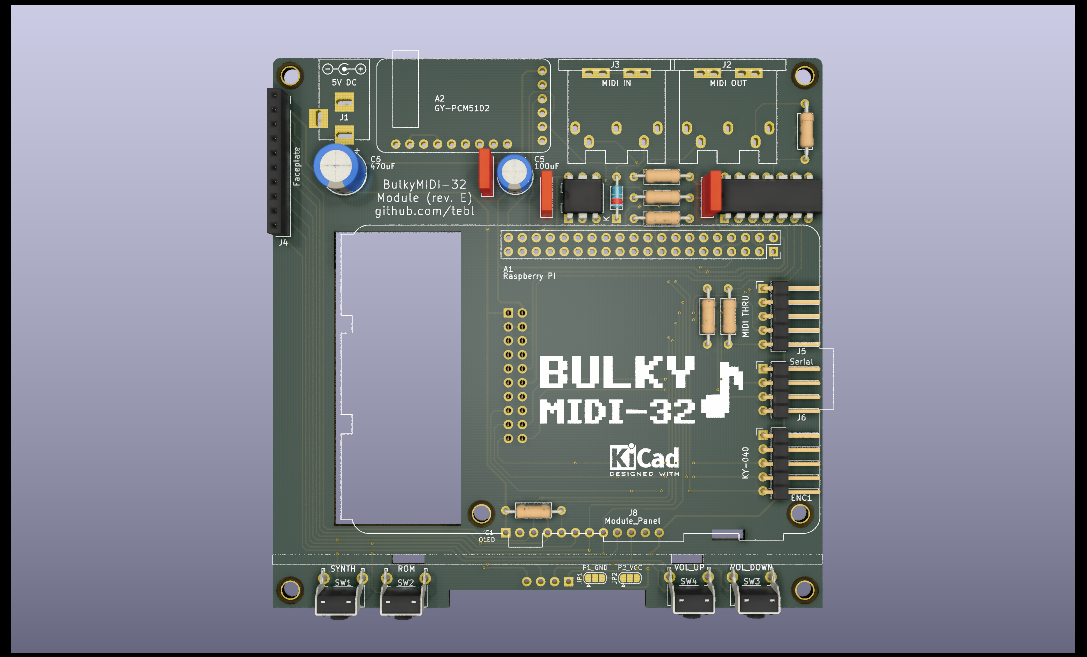 5V DC
J1
A2
GY-PCM5102
J3
MIDI IN
J2
MIDI OUT
Faceplate
J4
C6
470uF
C5
100uF
BulkyMIDI-32
Module (rev. E)
github.com/tebl
K
A1
Raspberry Pi
MIDI THRU
J5
Serial
J6
BULKY
MIDI-32
KiCad
DESIGNED WITH
KY-040
ENC1
J8
Module_Panel
OLED
SYNTH
SW1
ROM
SW2
P1_GND
P2_VCC
VOL_UP
SW4
VOL_DOWN
SW3